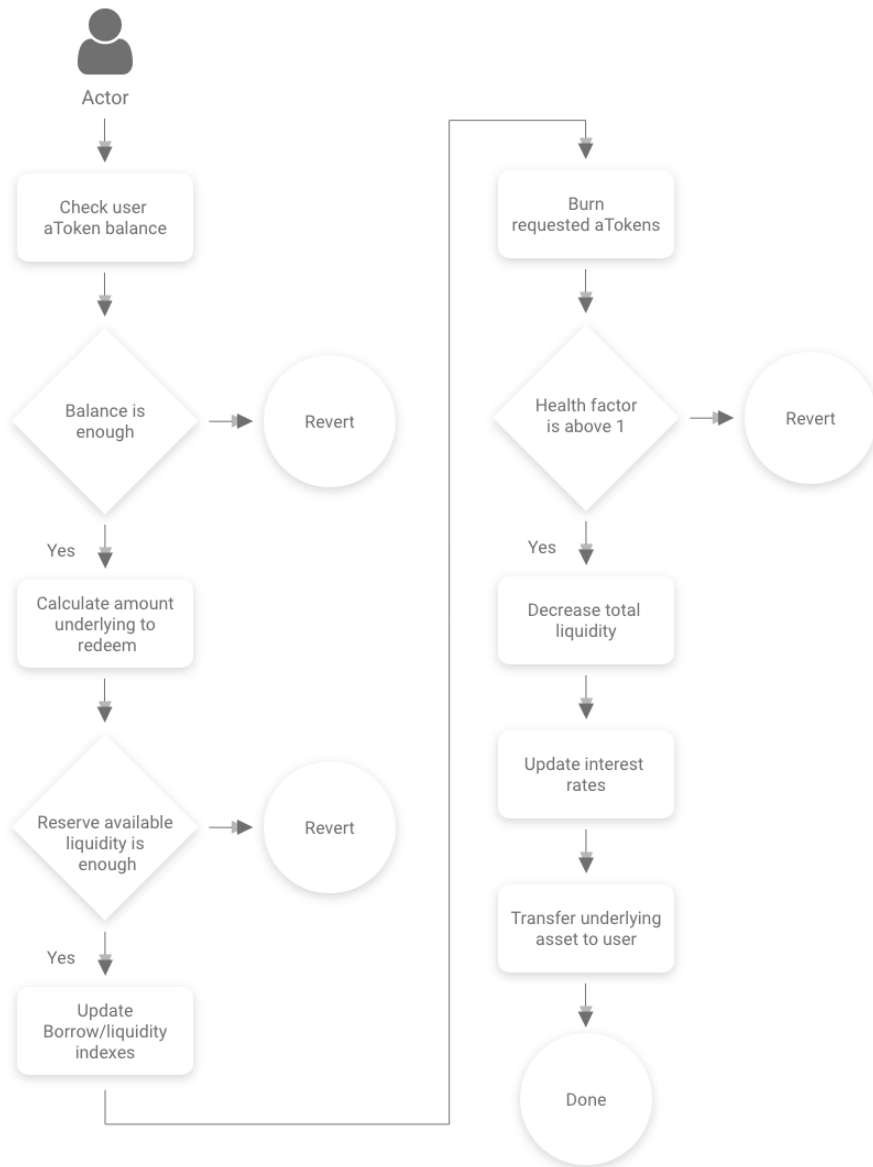 Actor
Check user
aToken balance
Balance is
enough
Revert
Yes
Calculate amount
underlying to
redeem
Reserve available
liquidity is
enough
Revert
Yes
Update
Borrow/liquidity
indexes
Burn
requested aTokens
Health factor
is above 1
Revert
Yes
Decrease total
liquidity
Update interest
rates
Transfer underlying
asset to user
Done